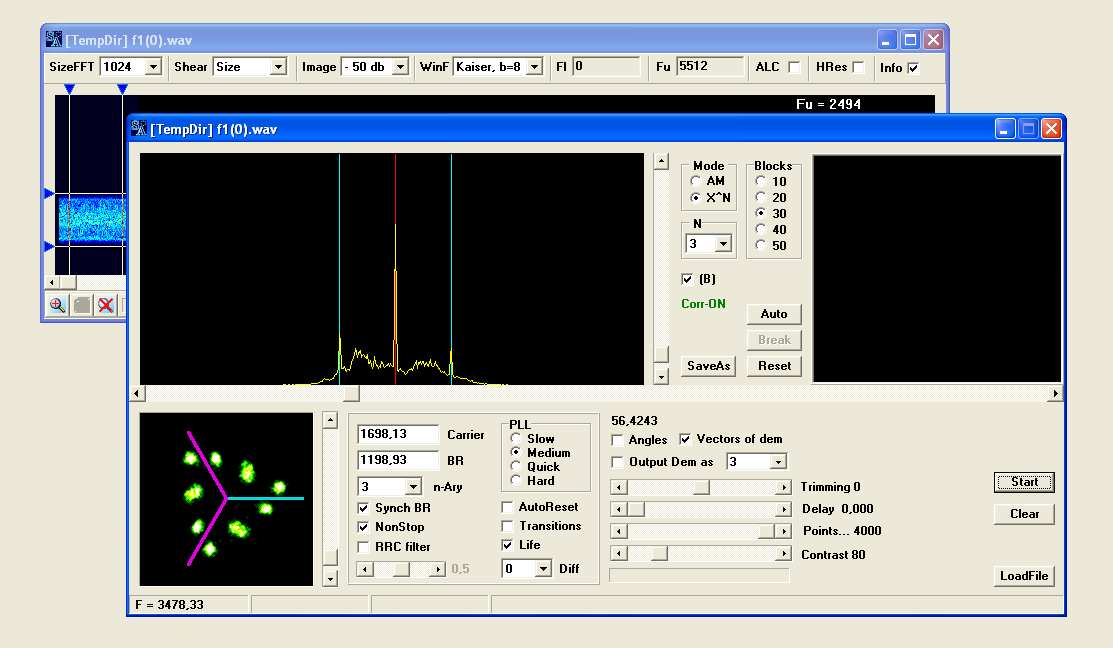 [TempDir] f1(0).wav
SizeFFT 1024 Shear Size Image - 50 db WinF Kaiser, b=8 Fl 0 Fu 5512 ALC HRes Info
Fu = 2494
[TempDir] f1(0).wav
Mode
AM
X^N
N
3
Blocks
10
20
30
40
50
(B)
Corr-ON
Auto
Break
SaveAs Reset
1698,13 Carrier
1198,93 BR
3 n-Ary
Synch BR
NonStop
RRC filter
0,5
PLL
Slow
Medium
Quick
Hard
AutoReset
Transitions
Life
0 Diff
56,4243
Angles Vectors of dem
Output Dem as 3
Trimming 0
Delay 0,000
Points... 4000
Contrast 80
Start
Clear
LoadFile
F = 3478,33